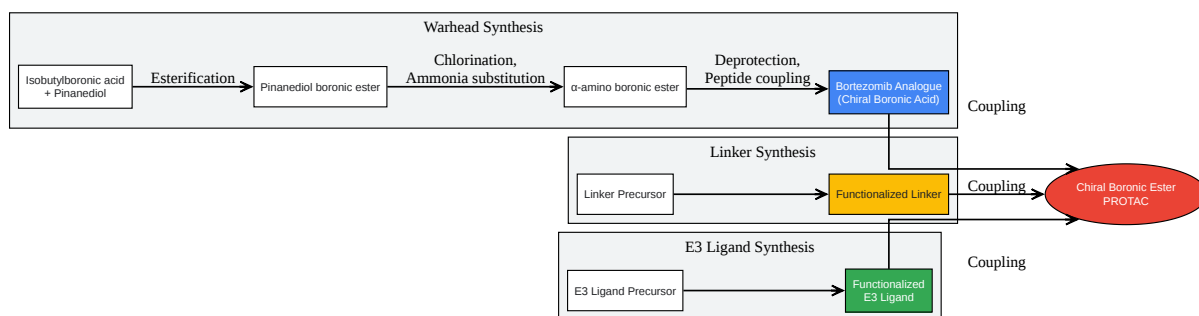 Warhead Synthesis
Isobutylboronic acid
+ Pinanediol
Esterification
Pinanediol boronic ester
Chlorination,
Ammonia substitution
α-amino boronic ester
Deprotection,
Peptide coupling
Bortezomib Analogue
(Chiral Boronic Acid)
Coupling
Linker Synthesis
Linker Precursor
Functionalized Linker
Coupling
Chiral Boronic Ester
PROTAC
E3 Ligand Synthesis
E3 Ligand Precursor
Functionalized
E3 Ligand
Coupling